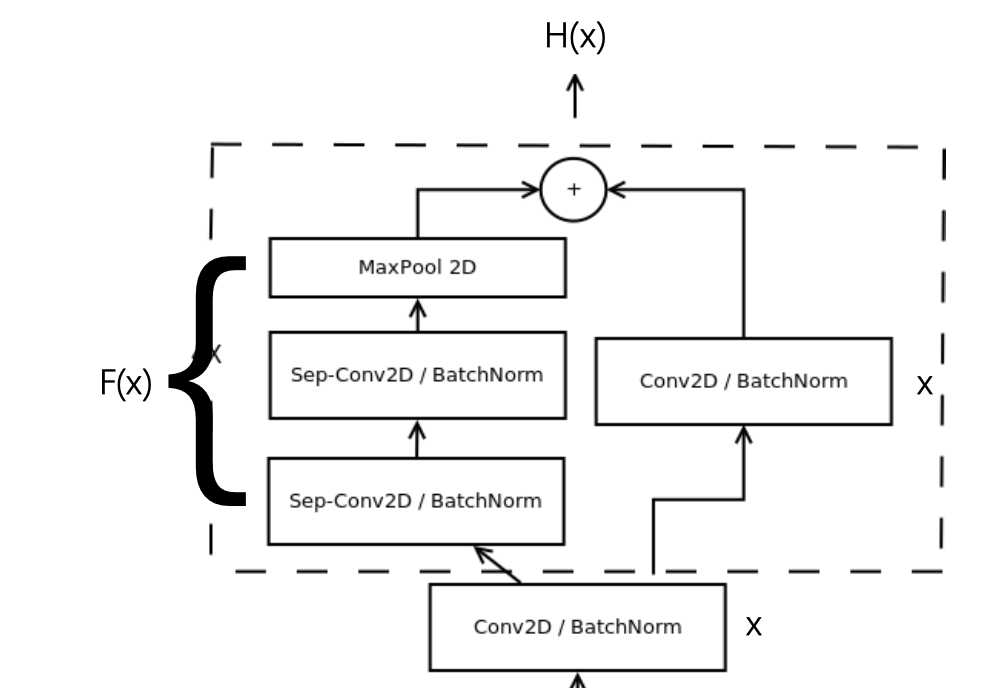 H(x)
+
MaxPool 2D
Sep-Conv2D / BatchNorm
F(x)
Conv2D / BatchNorm
x
Sep-Conv2D / BatchNorm
Conv2D / BatchNorm
x